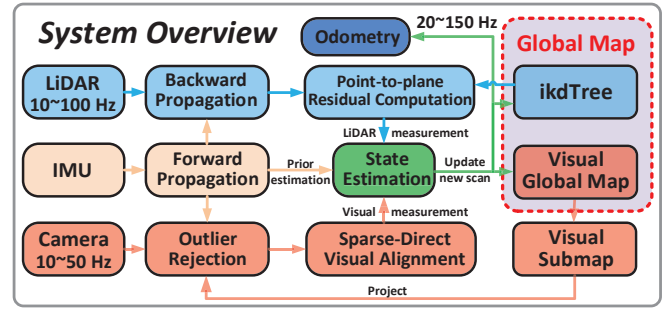 System Overview
20~150 Hz
Odometry
Global Map
LiDAR
10~100 Hz
Backward
Propagation
Point-to-plane
Residual Computation
ikdTree
LiDAR measurement
IMU
Forward
Propagation
Prior
estimation
State
Estimation
Update
new scan
Visual
Global Map
Visual measurement
Camera
10~50 Hz
Outlier
Rejection
Sparse-Direct
Visual Alignment
Visual
Submap
Project